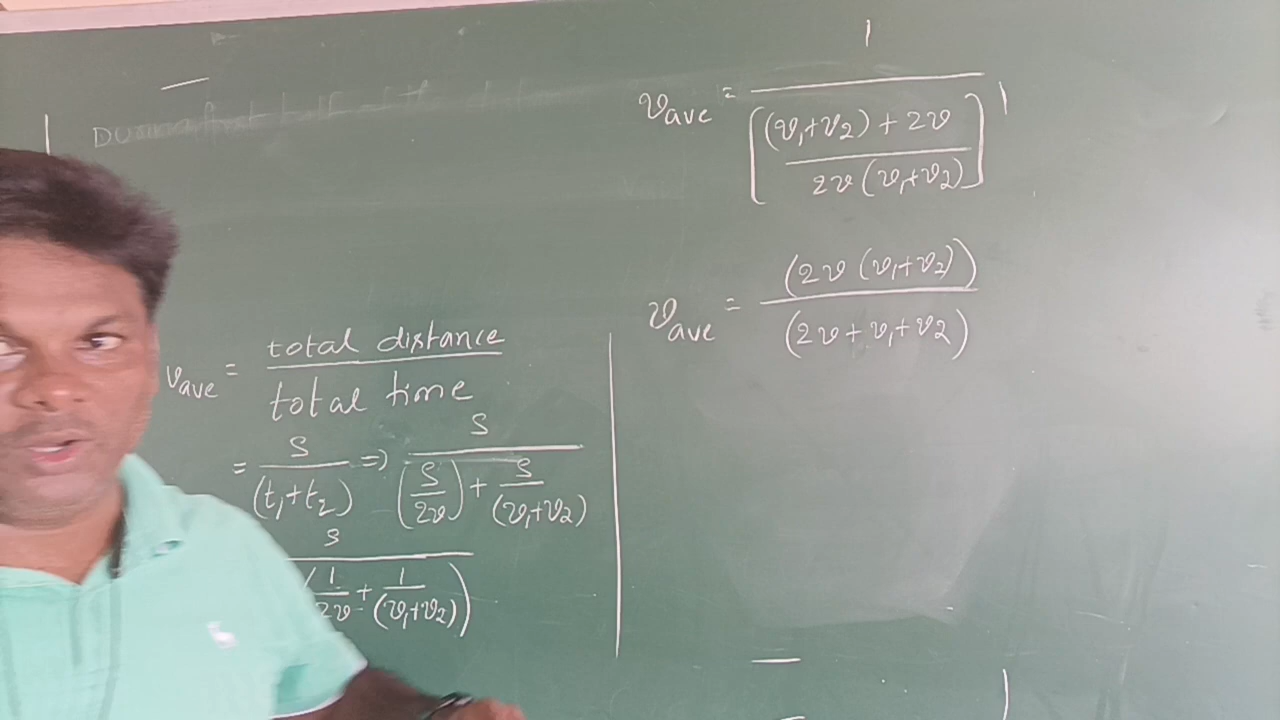 v_ave = total distance / total time
= S / (t₁+t₂) ⇒ S / ((S/2v) + S/(v₁+v₂))
s / (1/2v + 1/(v₁+v₂))
v_ave = 1 / [((v₁+v₂) + 2v) / (2v(v₁+v₂))]
v_ave = (2v(v₁+v₂)) / (2v+v₁+v₂)